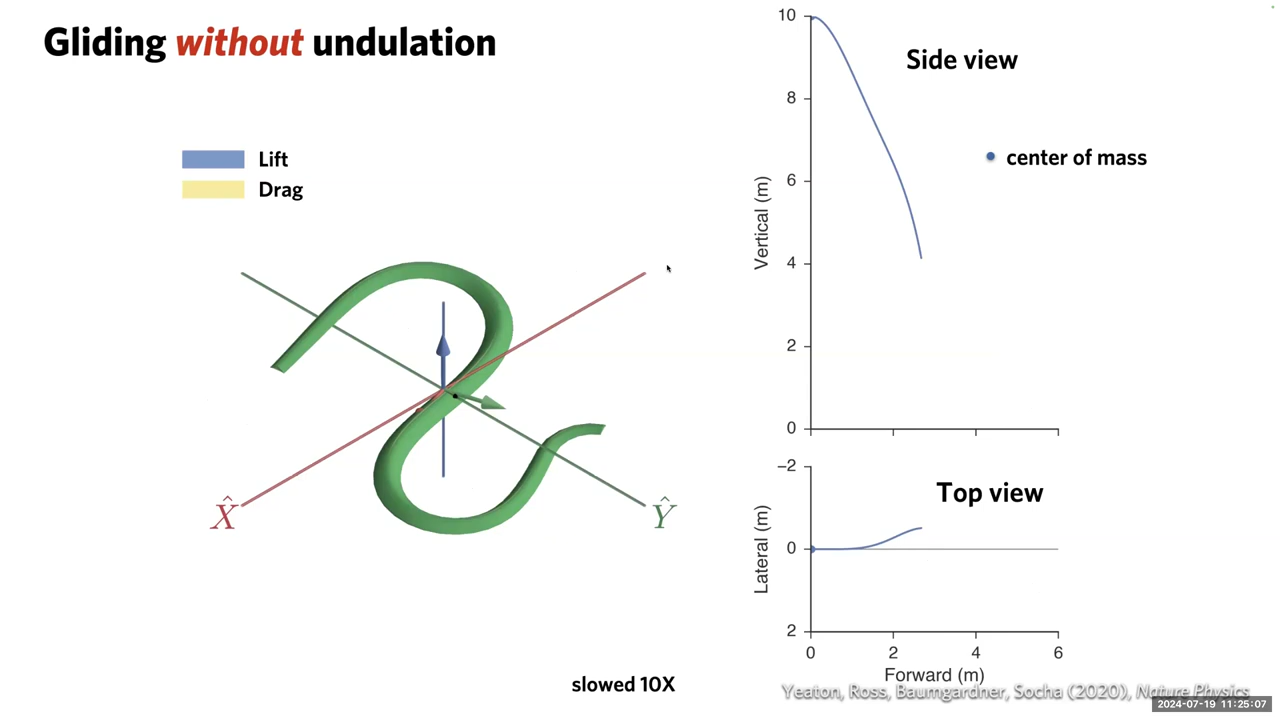 Gliding without undulation
Lift
Drag
X̂
Ŷ
slowed 10X
Side view
center of mass
Vertical (m)
10
8
6
4
2
0
Top view
Lateral (m)
−2
0
2
0 2 4 6
Forward (m)
Yeaton, Ross, Baumgardner, Socha (2020), Nature Physics
2024-07-19 11:25:07